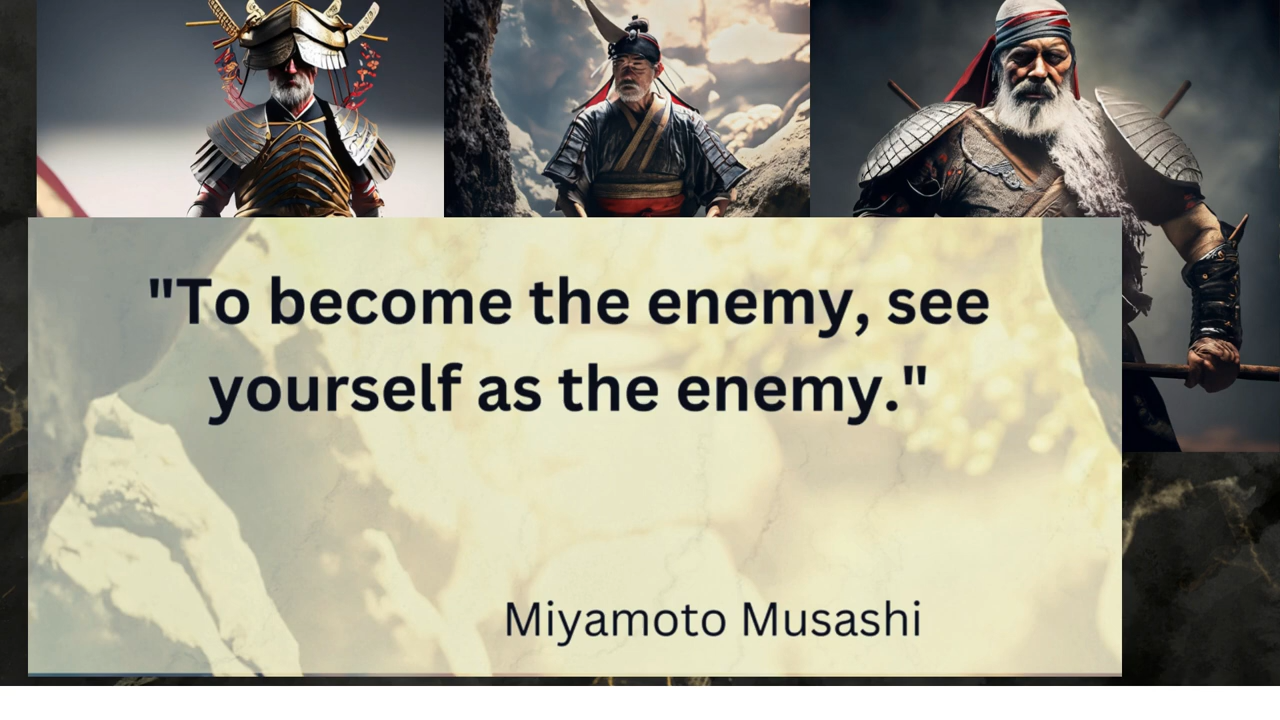 "To become the enemy, see
yourself as the enemy."
Miyamoto Musashi